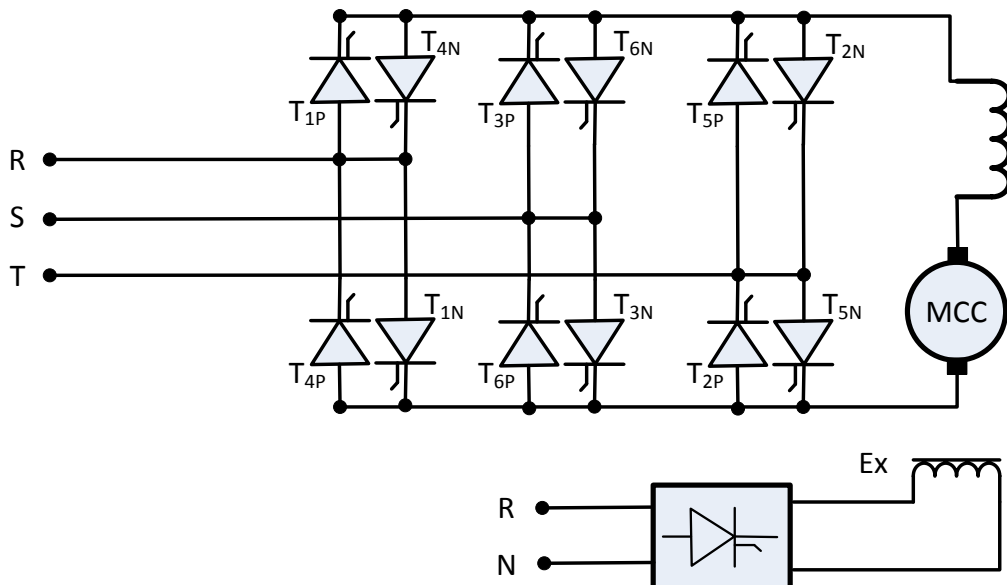 T4N
T6N
T2N
T1P
T3P
T5P
R
S
T
T1N
T3N
T5N
MCC
T4P
T6P
T2P
Ex
R
N